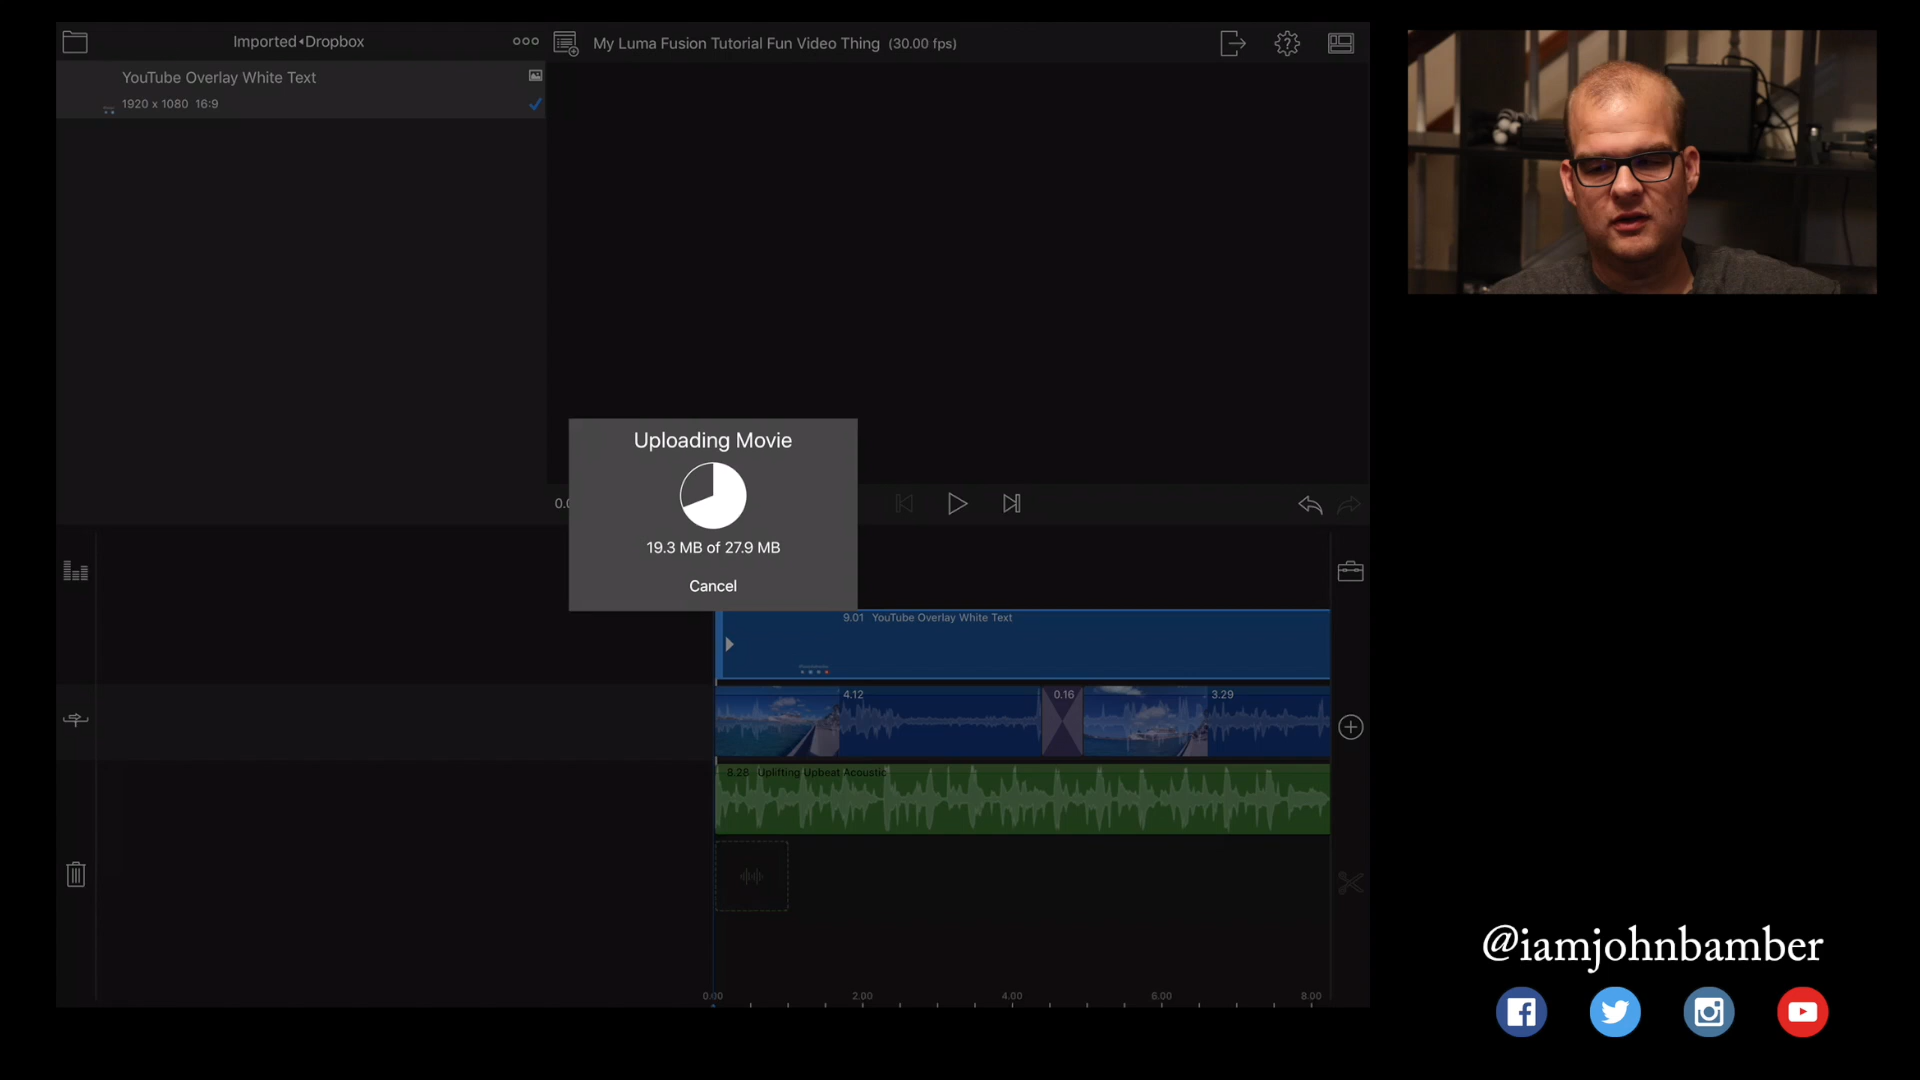 Imported◂Dropbox
My Luma Fusion Tutorial Fun Video Thing (30.00 fps)
YouTube Overlay White Text
1920 x 1080 16:9
Uploading Movie
19.3 MB of 27.9 MB
Cancel
9.01 YouTube Overlay White Text
4.12
0.16
3.29
8.28 Uplifting Upbeat Acoustic
0.00 2.00 4.00 6.00 8.00
@iamjohnbamber